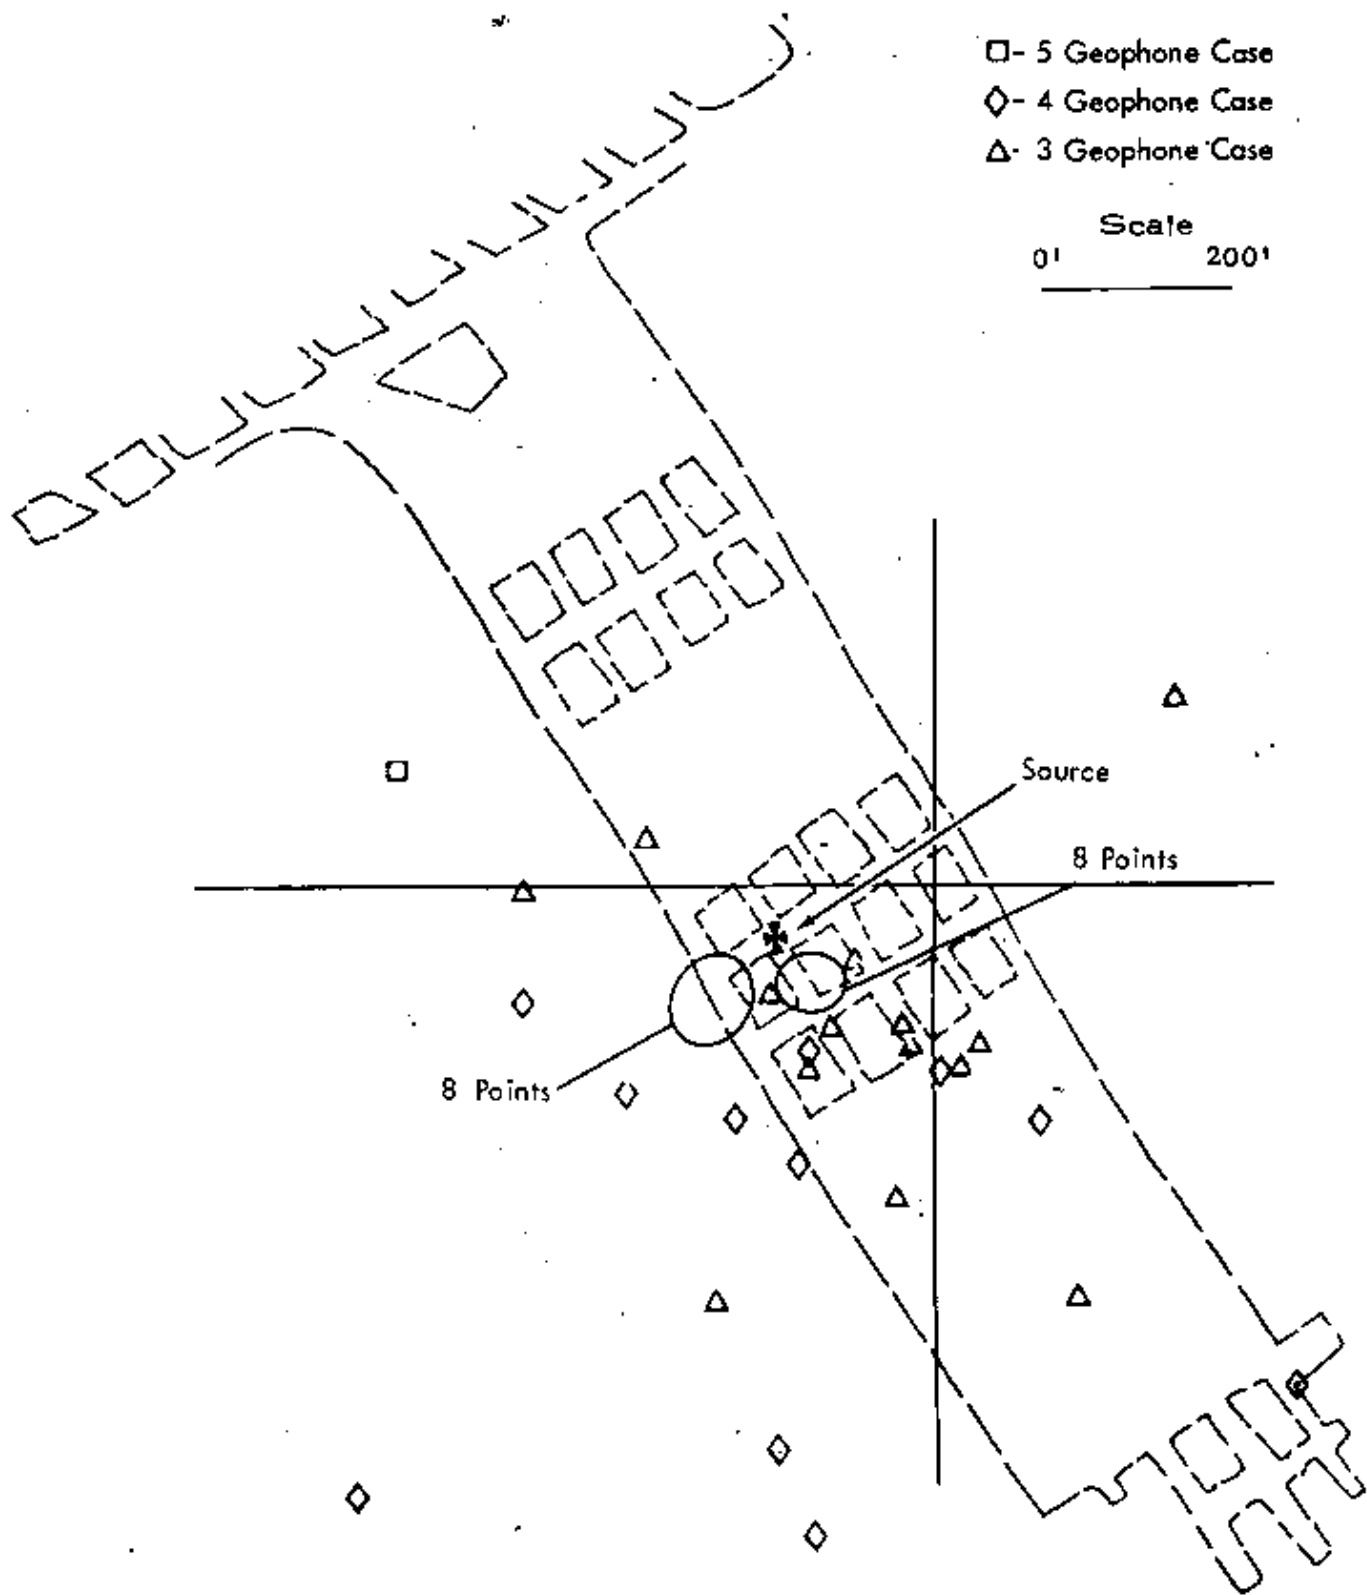 □- 5 Geophone Case
◇- 4 Geophone Case
△- 3 Geophone Case
Scale
0' 200'
Source
8 Points
8 Points